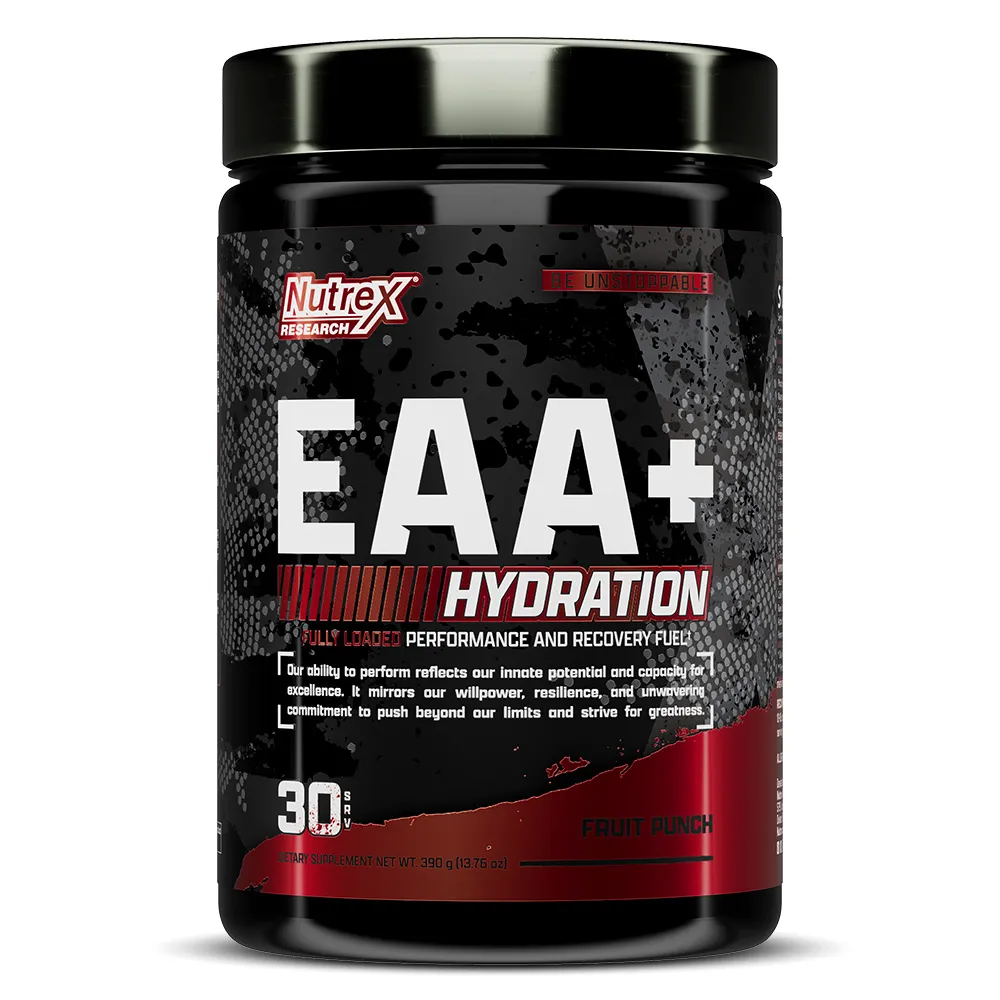 Nutrex®
RESEARCH
BE UNSTOPPABLE
EAA+
HYDRATION
FULLY LOADED PERFORMANCE AND RECOVERY FUEL†
Our ability to perform reflects our innate potential and capacity for
excellence. It mirrors our willpower, resilience, and unwavering
commitment to push beyond our limits and strive for greatness.
30 SRV
FRUIT PUNCH
DIETARY SUPPLEMENT NET WT. 390 g (13.76 oz)